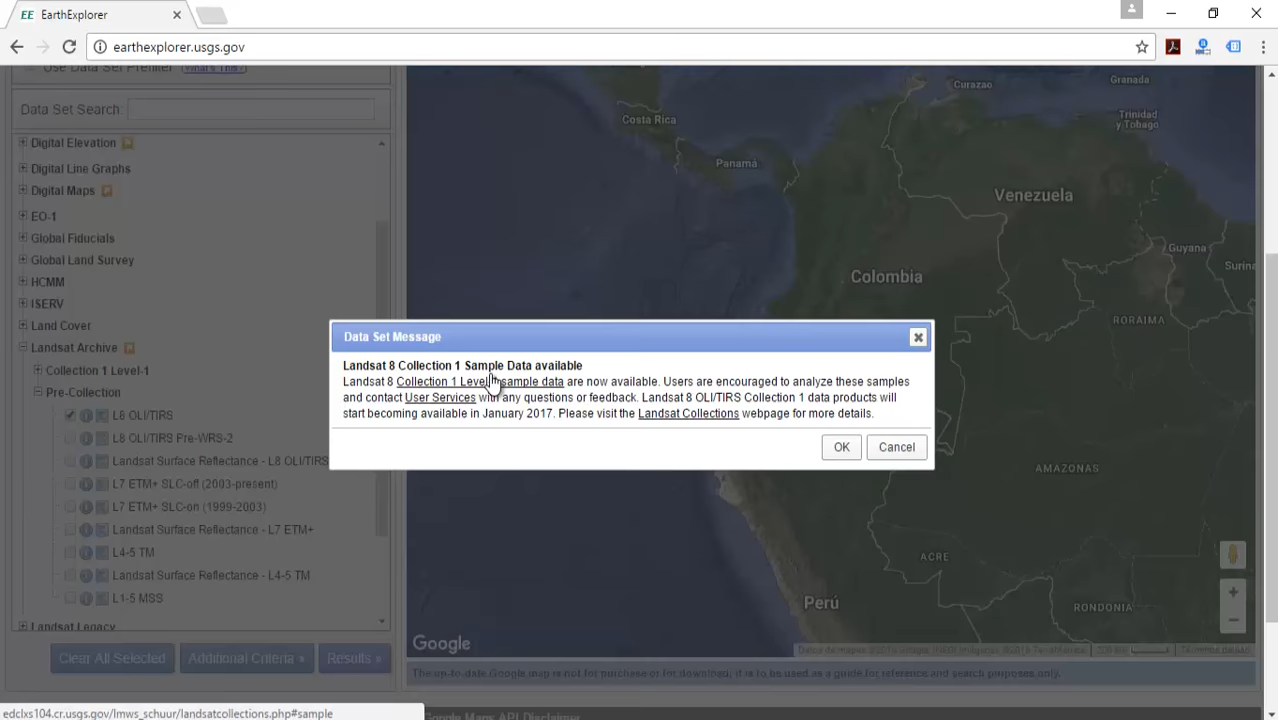 EE EarthExplorer
earthexplorer.usgs.gov
Use Data Set Prefilter (What's This?)
Data Set Search:
Digital Elevation
Digital Line Graphs
Digital Maps
EO-1
Global Fiducials
Global Land Survey
HCMM
ISERV
Land Cover
Landsat Archive
Collection 1 Level-1
Pre-Collection
L8 OLI/TIRS
L8 OLI/TIRS Pre-WRS-2
Landsat Surface Reflectance - L8 OLI/TIRS
L7 ETM+ SLC-off (2003-present)
L7 ETM+ SLC-on (1999-2003)
Landsat Surface Reflectance - L7 ETM+
L4-5 TM
Landsat Surface Reflectance - L4-5 TM
L1-5 MSS
Landsat Legacy
Clear All Selected
Additional Criteria »
Results »
Curazao
Granada
Costa Rica
Trinidad
y Tobago
Panamá
Venezuela
Guyana
Surina
Colombia
RORAIMA
AMAZONAS
ACRE
Perú
RONDONIA
Google
Data Set Message
Landsat 8 Collection 1 Sample Data available
Landsat 8 Collection 1 Level sample data are now available. Users are encouraged to analyze these samples
and contact User Services with any questions or feedback. Landsat 8 OLI/TIRS Collection 1 data products will
start becoming available in January 2017. Please visit the Landsat Collections webpage for more details.
OK
Cancel
The up-to-date Google map is not for purchase or for download; it is to be used as a guide for reference and search purposes only.
Google Maps API Disclaimer
edclxs104.cr.usgs.gov/lmws_schuur/landsatcollections.php#sample